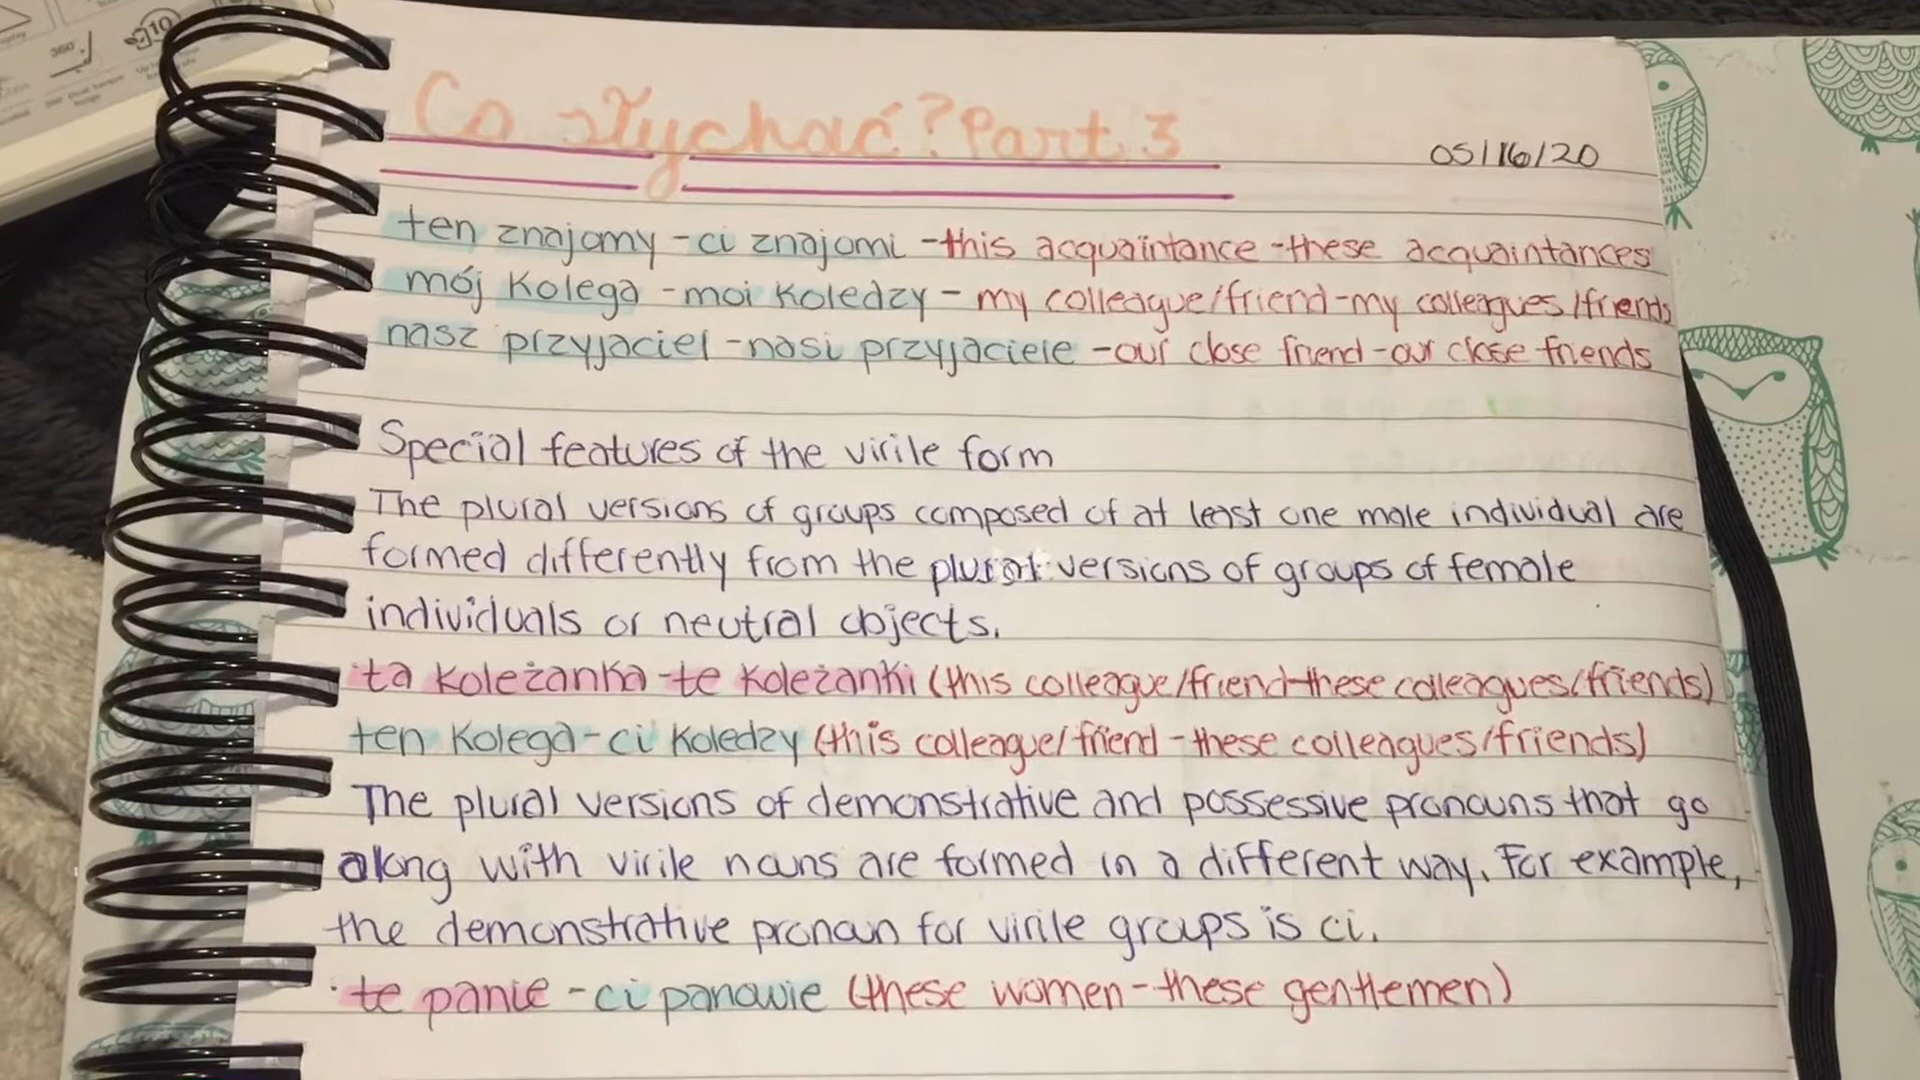 360°
10
Co słychać? Part 3
05/16/20
ten znajomy - ci znajomi - this acquaintance - these acquaintances
mój kolega - moi koledzy - my colleague/friend - my colleagues/friends
nasz przyjaciel - nasi przyjaciele - our close friend - our close friends
Special features of the virile form
The plural versions of groups composed of at least one male individual are
formed differently from the plural versions of groups of female
individuals or neutral objects.
ta koleżanka - te koleżanki (this colleague/friend - these colleagues/friends)
ten kolega - ci koledzy (this colleague/friend - these colleagues/friends)
The plural versions of demonstrative and possessive pronouns that go
along with virile nouns are formed in a different way. For example,
the demonstrative pronoun for virile groups is ci.
te panie - ci panowie (these women - these gentlemen)